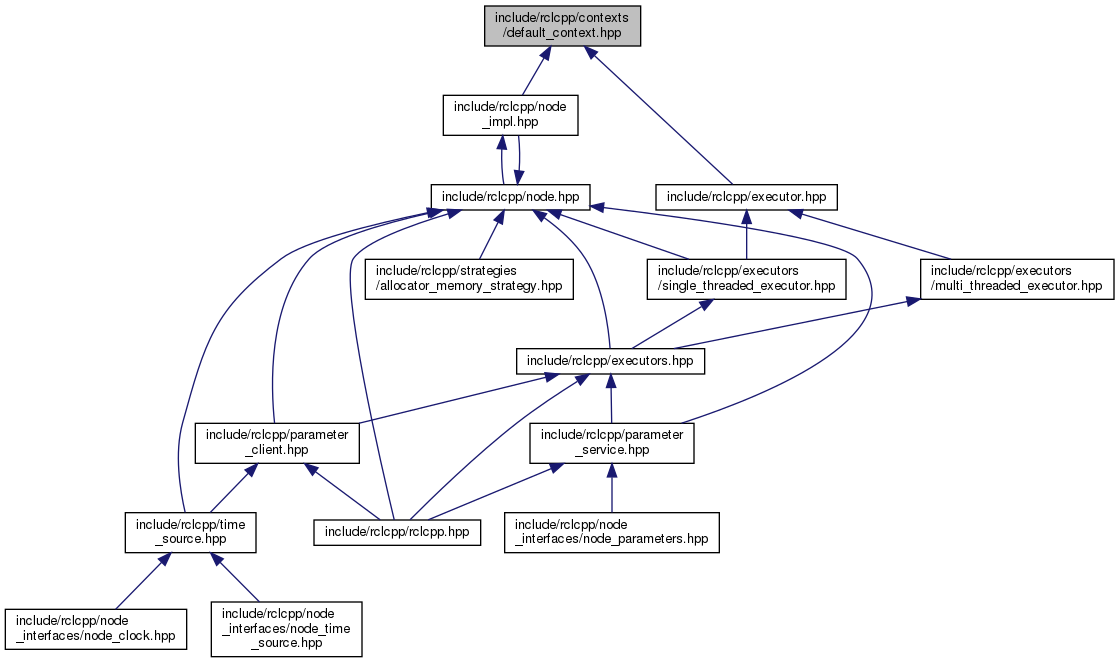 include/rclcpp/contexts
/default_context.hpp
include/rclcpp/node
_impl.hpp
include/rclcpp/node.hpp
include/rclcpp/executor.hpp
include/rclcpp/strategies
/allocator_memory_strategy.hpp
include/rclcpp/executors
/single_threaded_executor.hpp
include/rclcpp/executors
/multi_threaded_executor.hpp
include/rclcpp/executors.hpp
include/rclcpp/parameter
_client.hpp
include/rclcpp/parameter
_service.hpp
include/rclcpp/time
_source.hpp
include/rclcpp/rclcpp.hpp
include/rclcpp/node
_interfaces/node_parameters.hpp
include/rclcpp/node
_interfaces/node_clock.hpp
include/rclcpp/node
_interfaces/node_time
_source.hpp